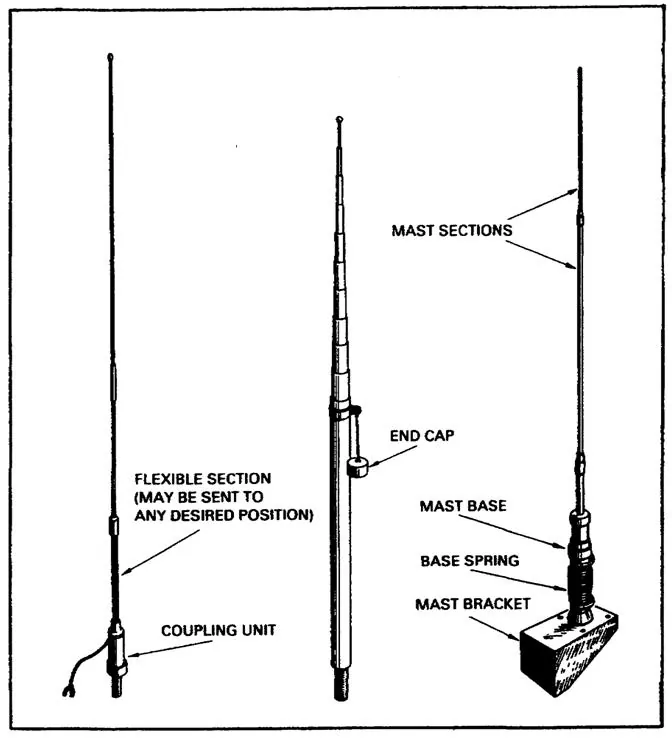 MAST SECTIONS
END CAP
FLEXIBLE SECTION
(MAY BE SENT TO
ANY DESIRED POSITION)
COUPLING UNIT
MAST BASE
BASE SPRING
MAST BRACKET